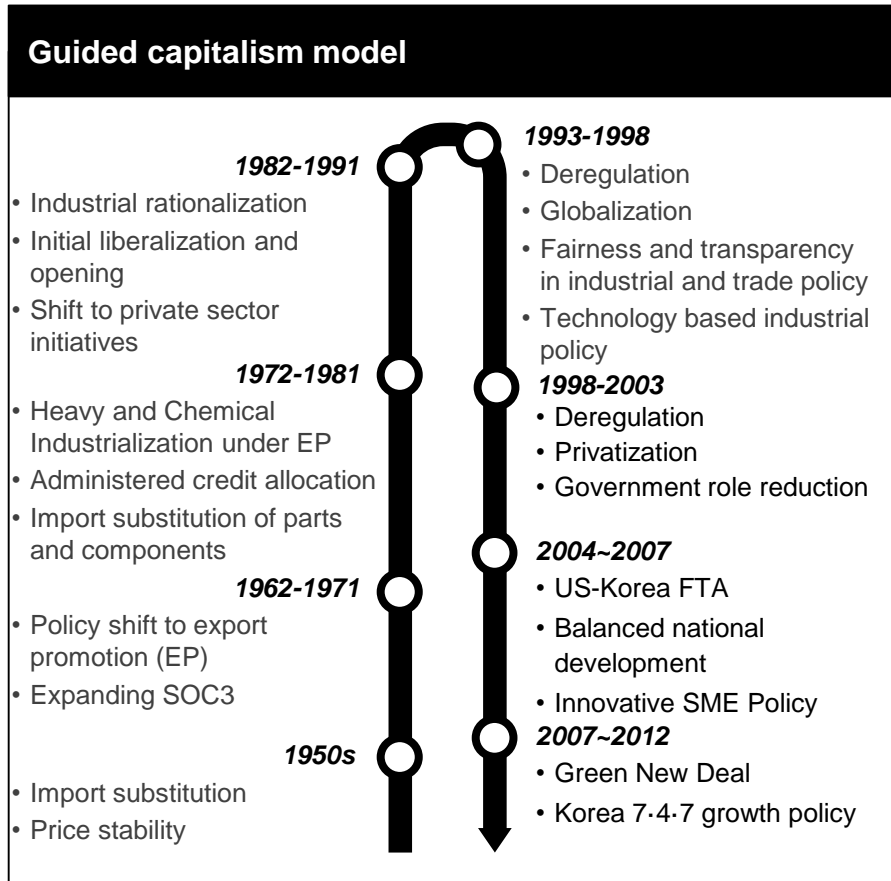 Guided capitalism model
1982-1991
• Industrial rationalization
• Initial liberalization and
opening
• Shift to private sector
initiatives
1972-1981
• Heavy and Chemical
Industrialization under EP
• Administered credit allocation
• Import substitution of parts
and components
1962-1971
• Policy shift to export
promotion (EP)
• Expanding SOC3
1950s
• Import substitution
• Price stability
1993-1998
• Deregulation
• Globalization
• Fairness and transparency
in industrial and trade policy
• Technology based industrial
policy
1998-2003
• Deregulation
• Privatization
• Government role reduction
2004~2007
• US-Korea FTA
• Balanced national
development
• Innovative SME Policy
2007~2012
• Green New Deal
• Korea 7·4·7 growth policy